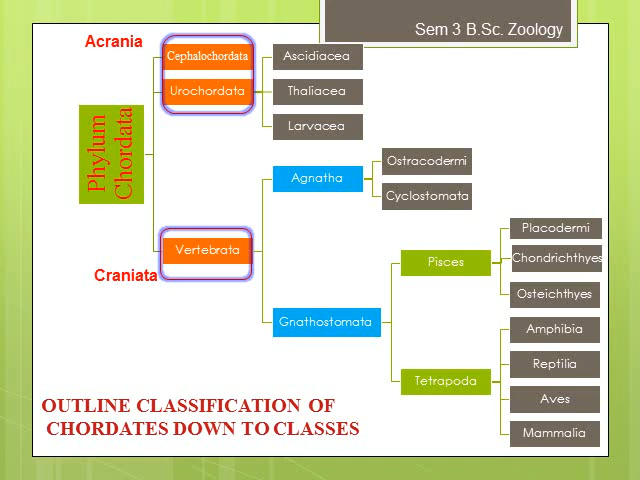 Sem 3 B.Sc. Zoology
Acrania
Cephalochordata
Ascidiacea
Urochordata
Thaliacea
Larvacea
Phylum
Chordata
Agnatha
Ostracodermi
Cyclostomata
Vertebrata
Craniata
Placodermi
Pisces
Chondrichthyes
Osteichthyes
Gnathostomata
Amphibia
Reptilia
Tetrapoda
Aves
Mammalia
OUTLINE CLASSIFICATION OF
CHORDATES DOWN TO CLASSES